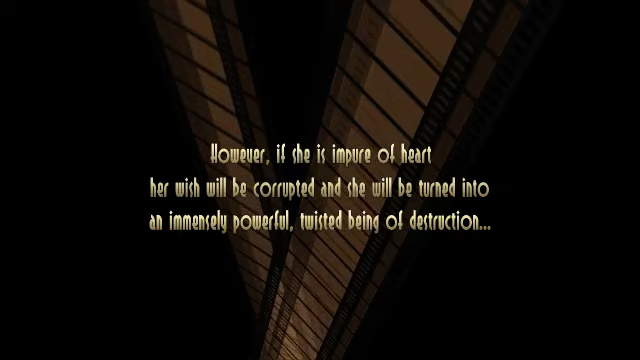 However, if she is impure of heart
her wish will be corrupted and she will be turned into
an immensely powerful, twisted being of destruction...